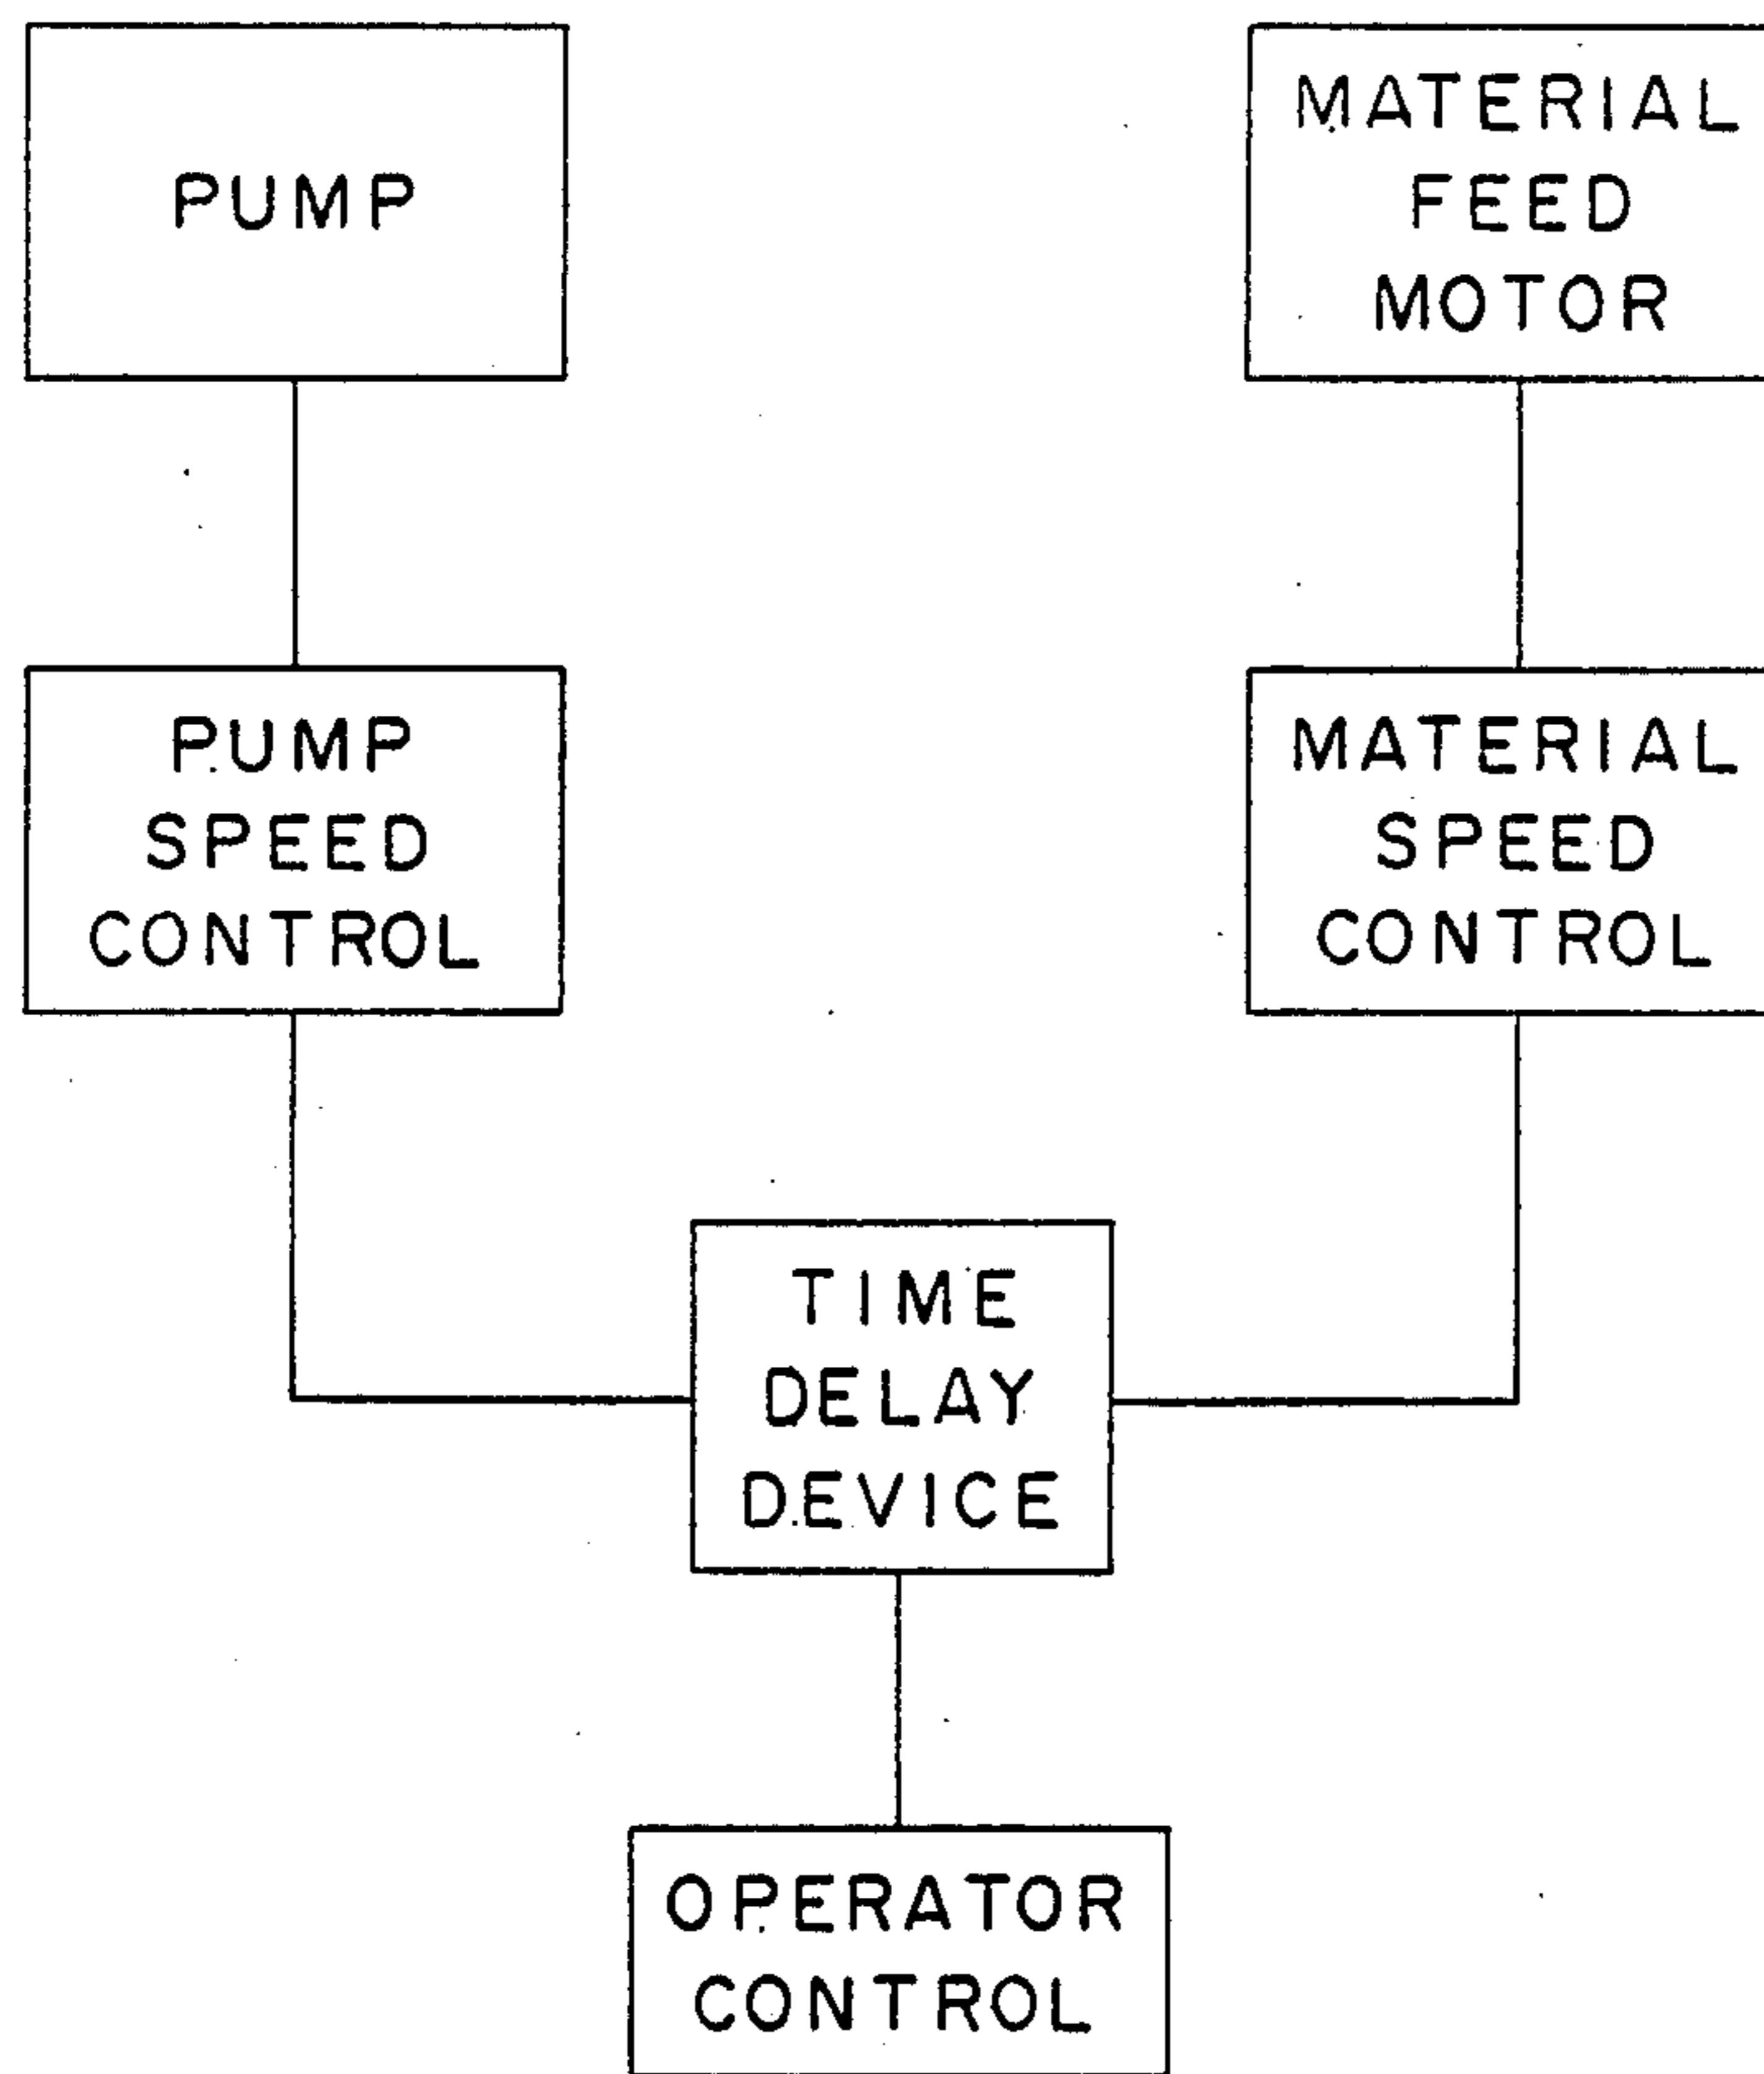 PUMP
MATERIAL
FEED
MOTOR
PUMP
SPEED
CONTROL
MATERIAL
SPEED
CONTROL
TIME
DELAY
DEVICE
OPERATOR
CONTROL